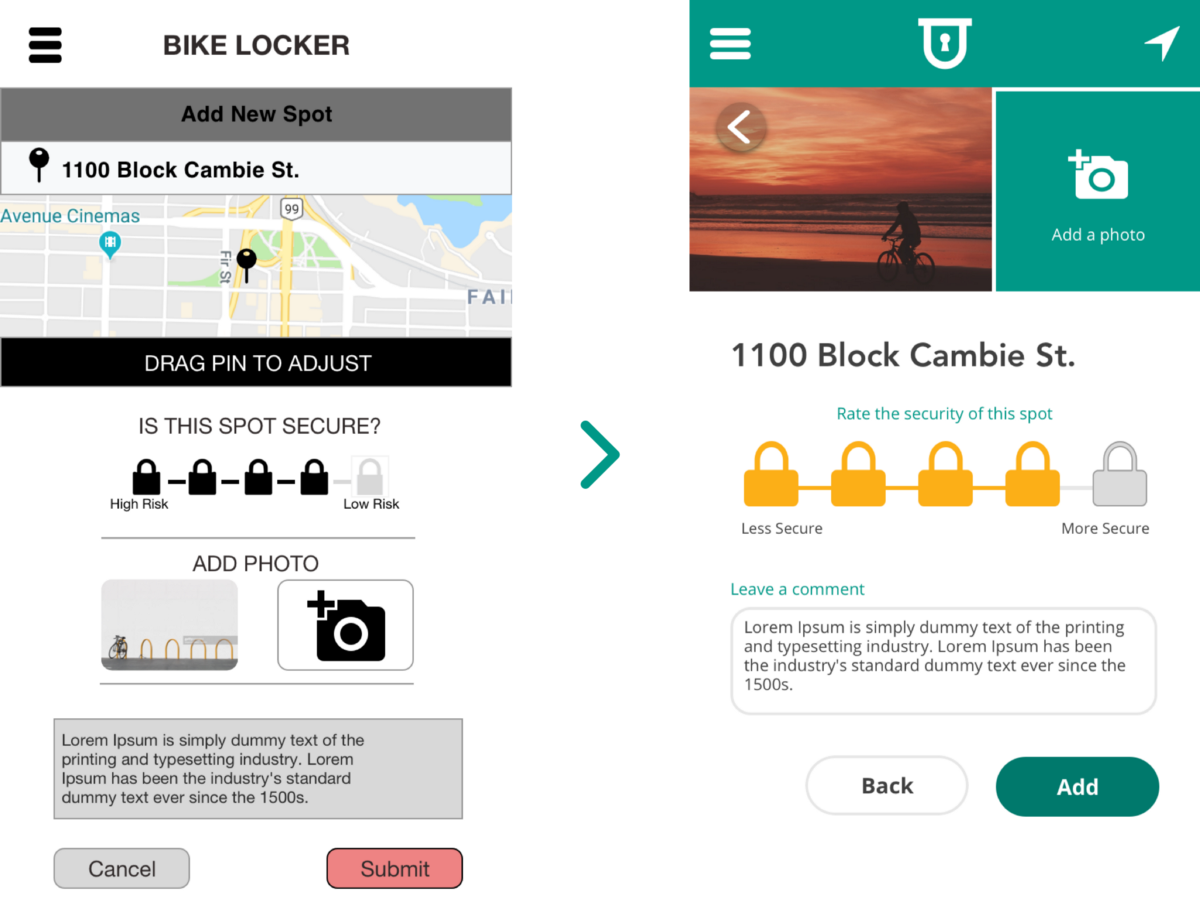 BIKE LOCKER
Add New Spot
1100 Block Cambie St.
Avenue Cinemas
99
Fir St
FAI
DRAG PIN TO ADJUST
IS THIS SPOT SECURE?
High Risk
Low Risk
ADD PHOTO
Lorem Ipsum is simply dummy text of the
printing and typesetting industry. Lorem
Ipsum has been the industry's standard
dummy text ever since the 1500s.
Cancel
Submit
Add a photo
1100 Block Cambie St.
Rate the security of this spot
Less Secure
More Secure
Leave a comment
Lorem Ipsum is simply dummy text of the printing
and typesetting industry. Lorem Ipsum has been
the industry's standard dummy text ever since the
1500s.
Back
Add